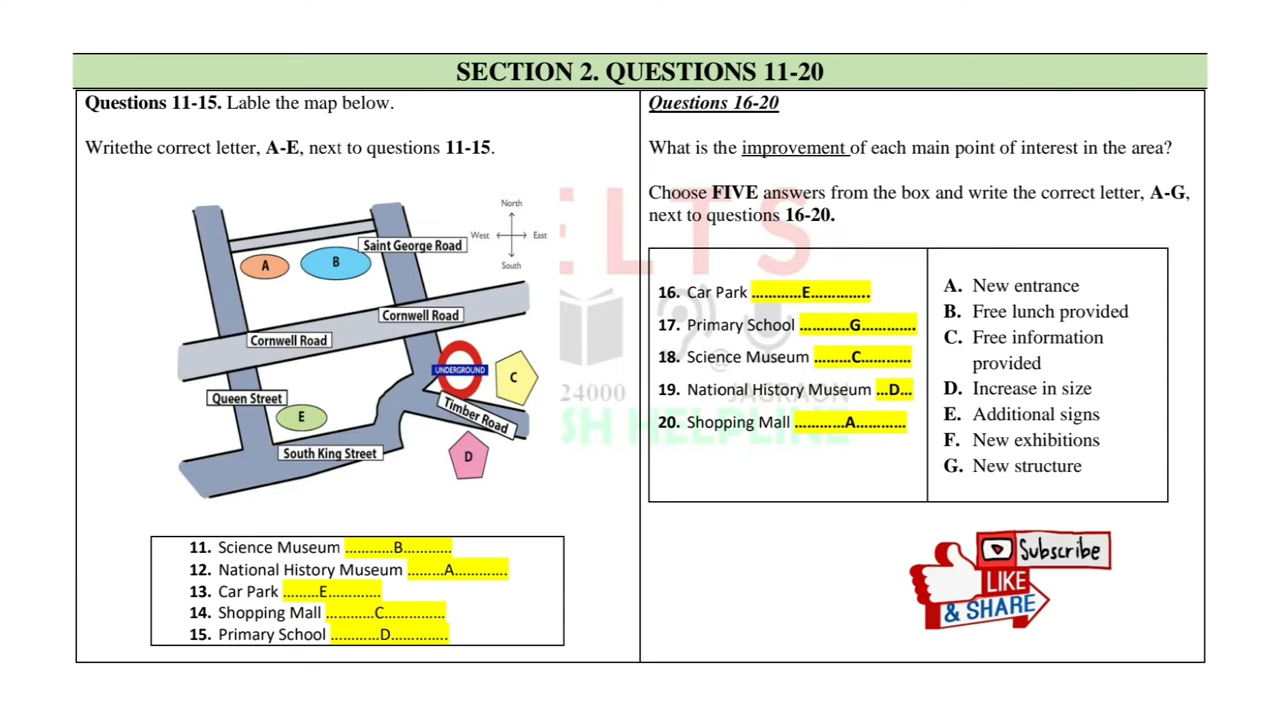 SECTION 2. QUESTIONS 11-20
Questions 11-15. Lable the map below.
Writethe correct letter, A-E, next to questions 11-15.
North
West
East
South
Saint George Road
A
B
Cornwell Road
Cornwell Road
UNDERGROUND
C
Queen Street
E
Timber Road
South King Street
D
11. Science Museum …………B…………
12. National History Museum ………A………….
13. Car Park ………E………….
14. Shopping Mall …………C……………
15. Primary School …………D…………..
Questions 16-20
What is the improvement of each main point of interest in the area?
Choose FIVE answers from the box and write the correct letter, A-G,
next to questions 16-20.
16. Car Park …………E…………..
17. Primary School …………G………….
18. Science Museum ………C…………
19. National History Museum …D…
20. Shopping Mall …………A…………
A. New entrance
B. Free lunch provided
C. Free information
provided
D. Increase in size
E. Additional signs
F. New exhibitions
G. New structure
ELTS
@
24000
JAGRAON
SH HELPLINE
Subscribe
LIKE
& SHARE